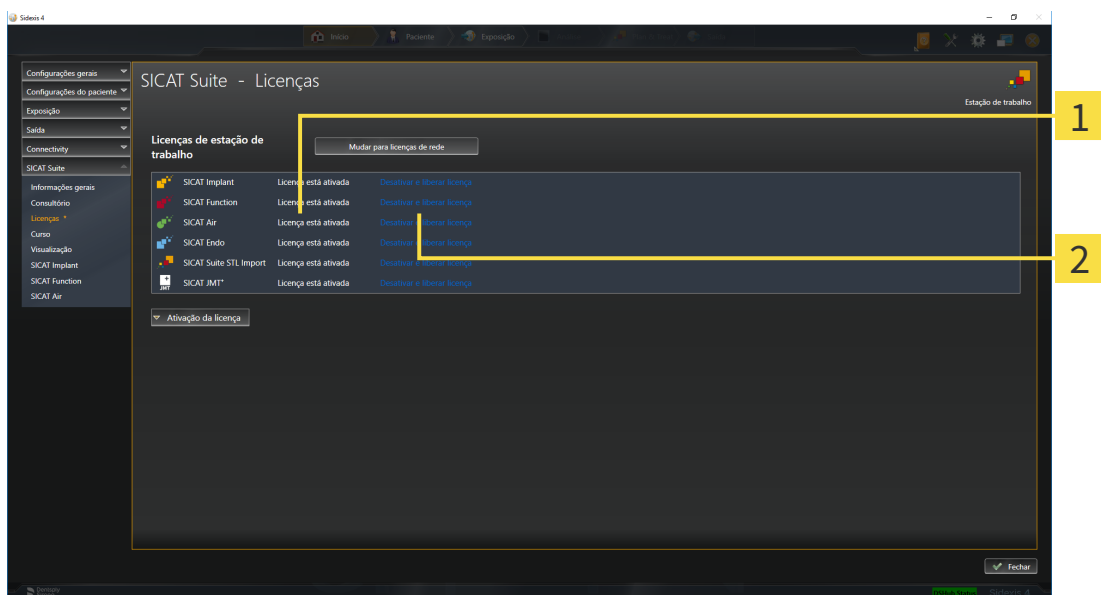 Sidexis 4
Início
Paciente
Exposição
Configurações gerais
Configurações do paciente
Exposição
Saída
Connectivity
SICAT Suite
Informações gerais
Consultório
Licenças *
Curso
Visualização
SICAT Implant
SICAT Function
SICAT Air
SICAT Suite - Licenças
Estação de trabalho
Licenças de estação de
trabalho
Mudar para licenças de rede
SICAT Implant Licença está ativada Desativar e liberar licença
SICAT Function Licença está ativada Desativar e liberar licença
SICAT Air Licença está ativada Desativar e liberar licença
SICAT Endo Licença está ativada Desativar e liberar licença
SICAT Suite STL Import Licença está ativada Desativar e liberar licença
JMT SICAT JMT+ Licença está ativada Desativar e liberar licença
Ativação da licença
1
2
Fechar
Dentsply
Sidexis 4